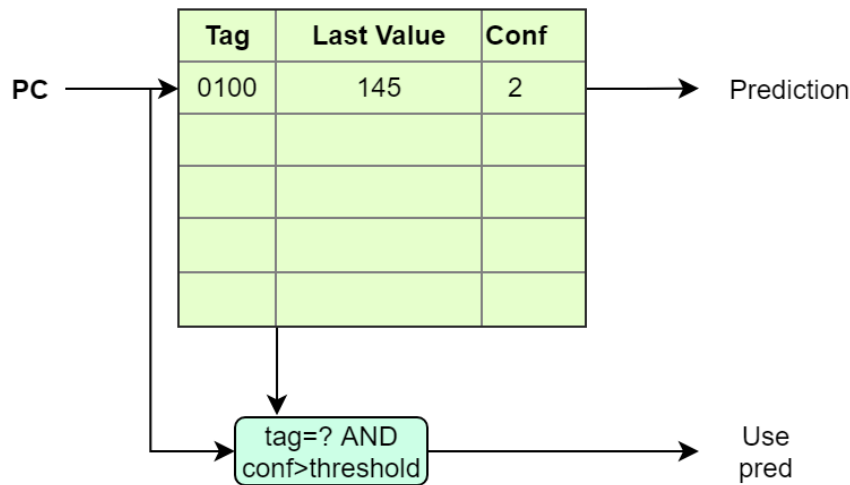 Tag Last Value Conf
PC 0100 145 2 Prediction
tag=? AND
conf>threshold
Use
pred